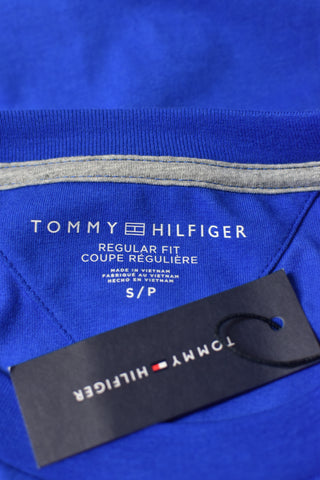 TOMMY HILFIGER
REGULAR FIT
COUPE RÉGULIÈRE
MADE IN VIETNAM
FABRIQUÉ AU VIETNAM
HECHO EN VIETNAM
S/P
TOMMY HILFIGER